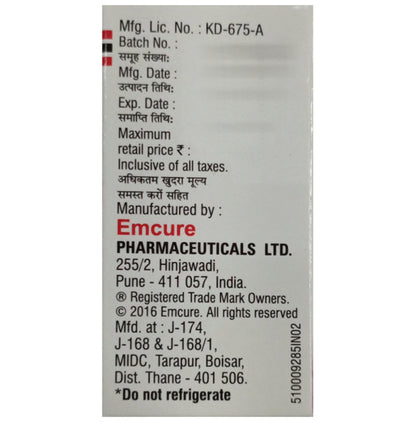 Mfg. Lic. No. : KD-675-A
Batch No. :
समूह संख्या:
Mfg. Date :
उत्पादन तिथि:
Exp. Date :
समाप्ति तिथि:
Maximum
retail price ₹ :
Inclusive of all taxes.
अधिकतम खुदरा मूल्य
समस्त करों सहित
Manufactured by :
Emcure
PHARMACEUTICALS LTD.
255/2, Hinjawadi,
Pune - 411 057, India.
® Registered Trade Mark Owners.
© 2016 Emcure. All rights reserved
Mfd. at : J-174,
J-168 & J-168/1,
MIDC, Tarapur, Boisar,
Dist. Thane - 401 506.
*Do not refrigerate
510009285IN02